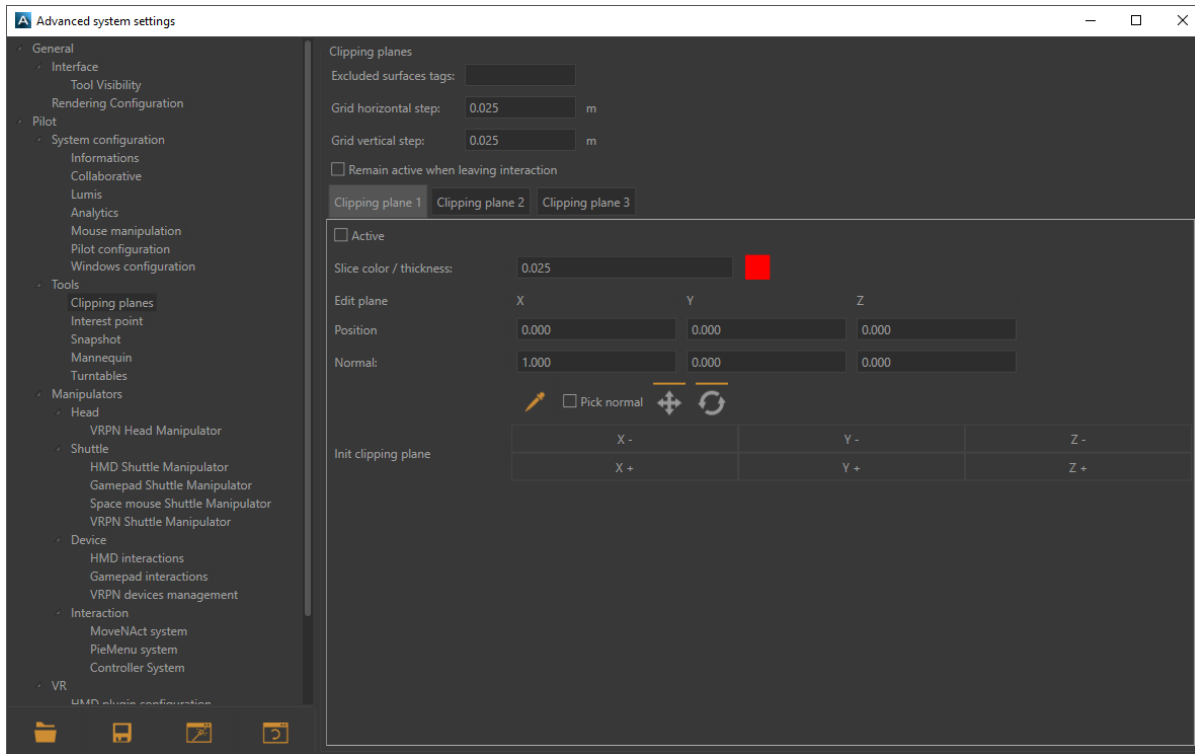 Advanced system settings
General
Interface
Tool Visibility
Rendering Configuration
Pilot
System configuration
Informations
Collaborative
Lumis
Analytics
Mouse manipulation
Pilot configuration
Windows configuration
Tools
Clipping planes
Interest point
Snapshot
Mannequin
Turntables
Manipulators
Head
VRPN Head Manipulator
Shuttle
HMD Shuttle Manipulator
Gamepad Shuttle Manipulator
Space mouse Shuttle Manipulator
VRPN Shuttle Manipulator
Device
HMD interactions
Gamepad interactions
VRPN devices management
Interaction
MoveNAct system
PieMenu system
Controller System
VR
HMD plugin configuration
Clipping planes
Excluded surfaces tags:
Grid horizontal step: 0.025 m
Grid vertical step: 0.025 m
Remain active when leaving interaction
Clipping plane 1 Clipping plane 2 Clipping plane 3
Active
Slice color / thickness: 0.025
Edit plane X Y Z
Position 0.000 0.000 0.000
Normal: 1.000 0.000 0.000
Pick normal
Init clipping plane
X - Y - Z -
X + Y + Z +